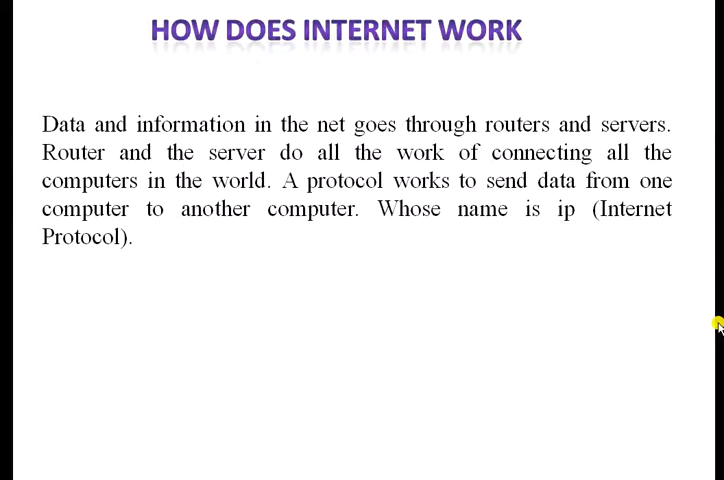 HOW DOES INTERNET WORK
Data and information in the net goes through routers and servers.
Router and the server do all the work of connecting all the
computers in the world. A protocol works to send data from one
computer to another computer. Whose name is ip (Internet
Protocol).